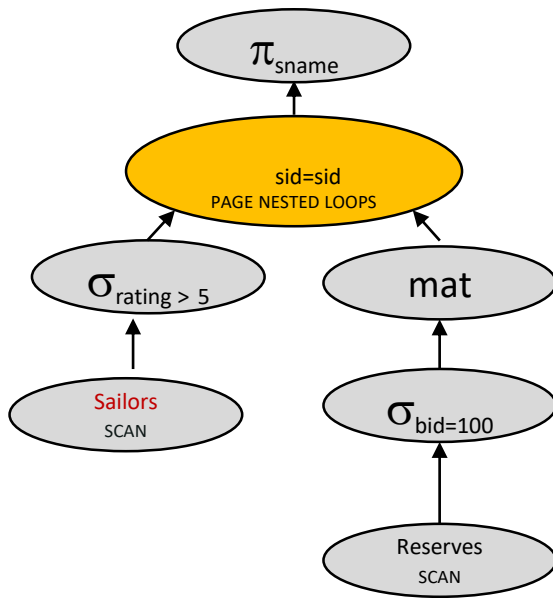 πsname
sid=sid
PAGE NESTED LOOPS
σrating > 5
mat
Sailors
SCAN
σbid=100
Reserves
SCAN